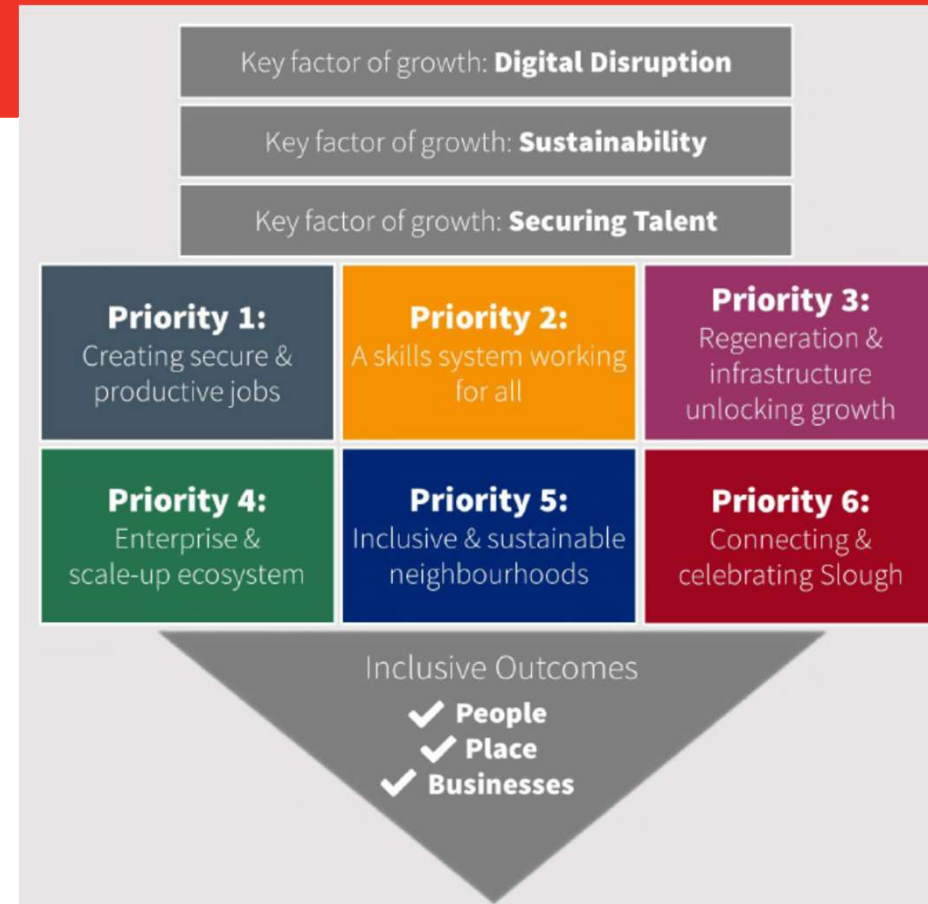 Key factor of growth: Digital Disruption
Key factor of growth: Sustainability
Key factor of growth: Securing Talent
Priority 1:
Creating secure &
productive jobs
Priority 2:
A skills system working
for all
Priority 3:
Regeneration &
infrastructure
unlocking growth
Priority 4:
Enterprise &
scale-up ecosystem
Priority 5:
Inclusive & sustainable
neighbourhoods
Priority 6:
Connecting &
celebrating Slough
Inclusive Outcomes
People
Place
Businesses